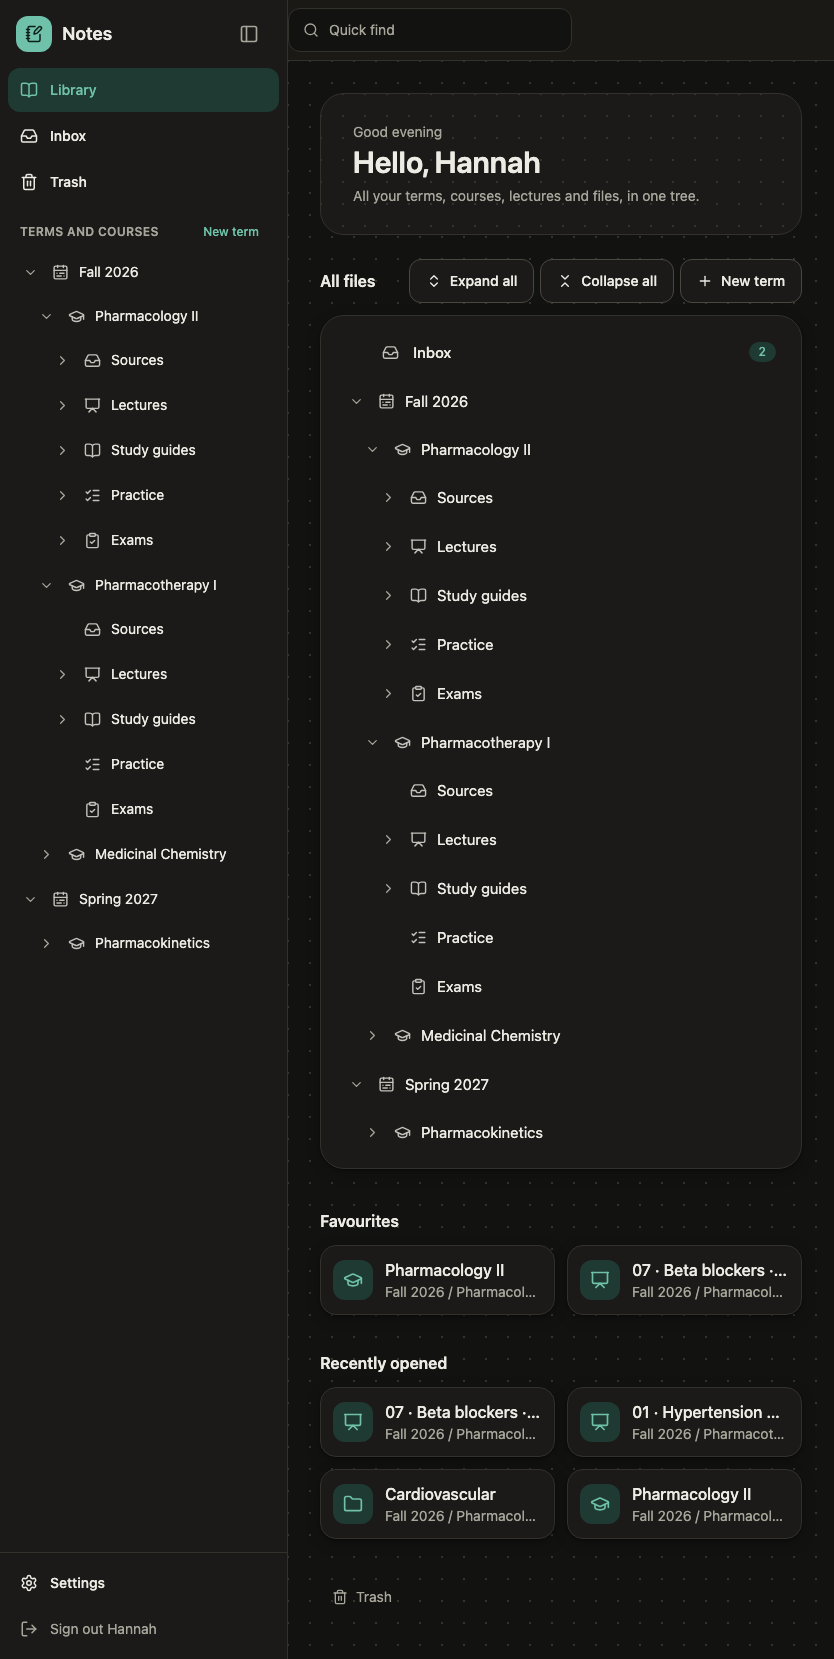 Notes
Library
Inbox
Trash
TERMS AND COURSES New term
Fall 2026
Pharmacology II
Sources
Lectures
Study guides
Practice
Exams
Pharmacotherapy I
Sources
Lectures
Study guides
Practice
Exams
Medicinal Chemistry
Spring 2027
Pharmacokinetics
Settings
Sign out Hannah
Quick find
Good evening
Hello, Hannah
All your terms, courses, lectures and files, in one tree.
All files Expand all Collapse all New term
Inbox 2
Fall 2026
Pharmacology II
Sources
Lectures
Study guides
Practice
Exams
Pharmacotherapy I
Sources
Lectures
Study guides
Practice
Exams
Medicinal Chemistry
Spring 2027
Pharmacokinetics
Favourites
Pharmacology II
Fall 2026 / Pharmacol...
07 · Beta blockers ·...
Fall 2026 / Pharmacol...
Recently opened
07 · Beta blockers ·...
Fall 2026 / Pharmacol...
01 · Hypertension ...
Fall 2026 / Pharmacot...
Cardiovascular
Fall 2026 / Pharmacol...
Pharmacology II
Fall 2026 / Pharmacol...
Trash